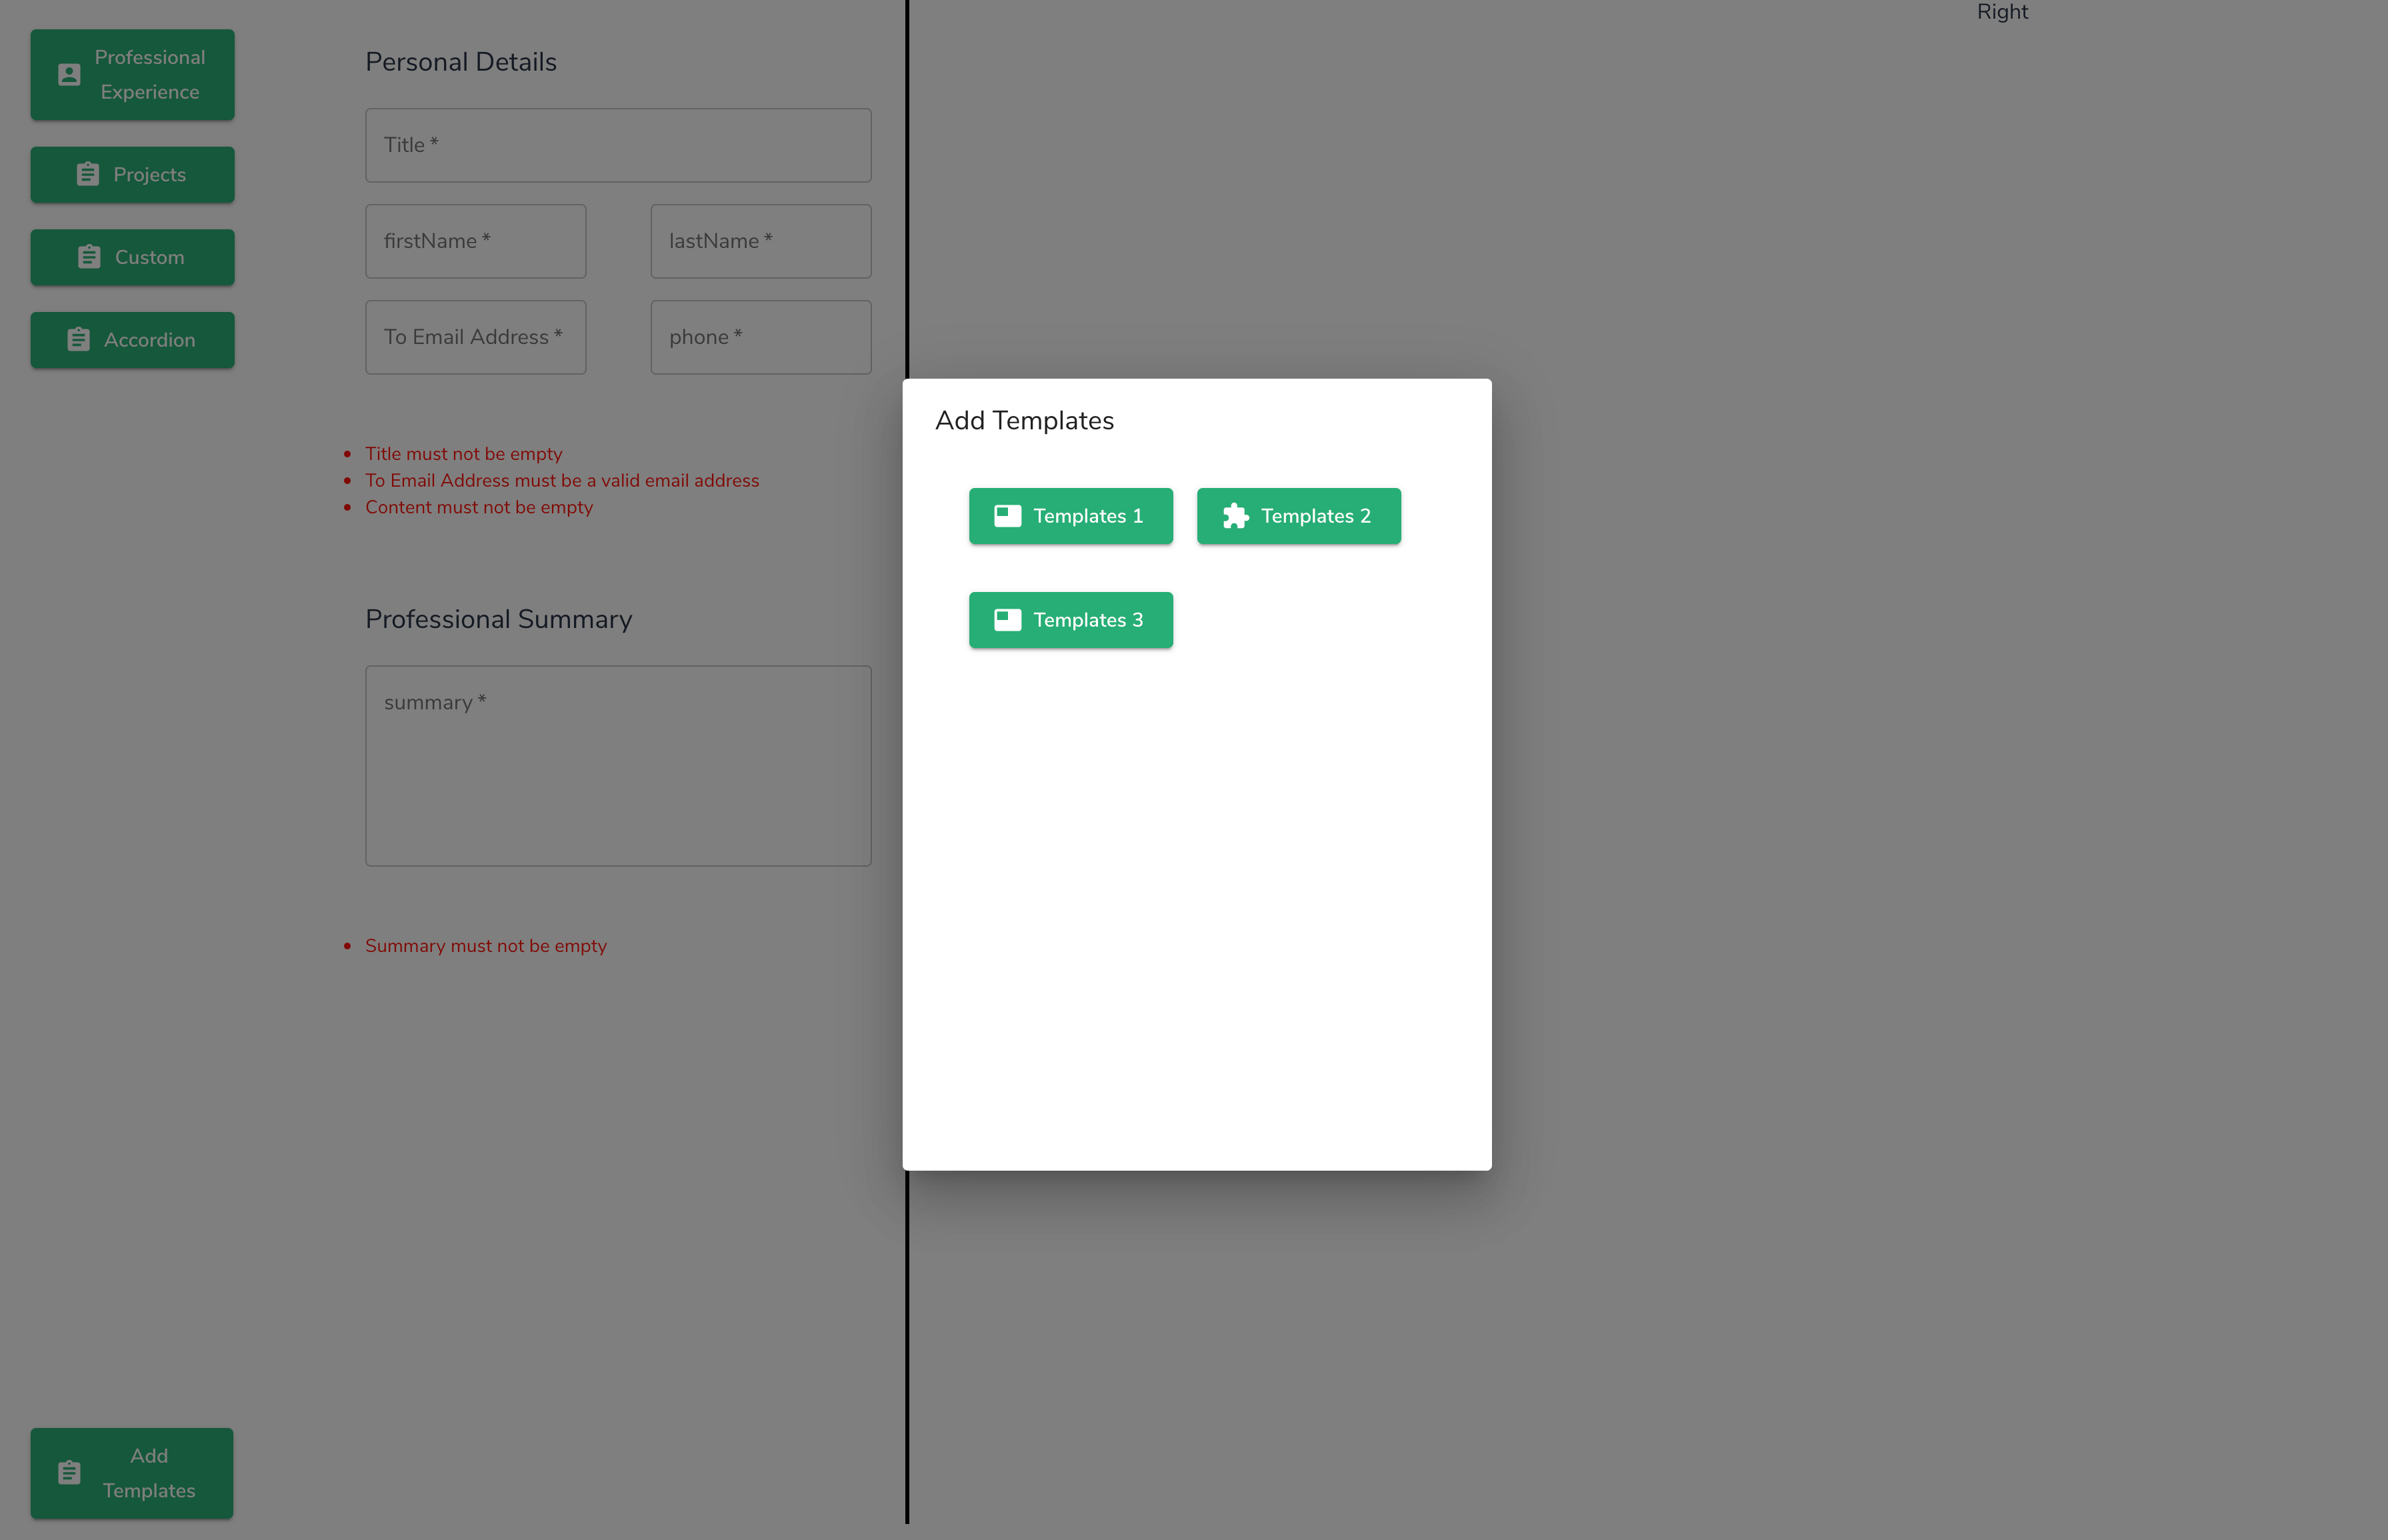 Professional
Experience
Projects
Custom
Accordion
Add
Templates
Personal Details
Title *
firstName *
lastName *
To Email Address *
phone *
Title must not be empty
To Email Address must be a valid email address
Content must not be empty
Professional Summary
summary *
Summary must not be empty
Right
Add Templates
Templates 1
Templates 2
Templates 3